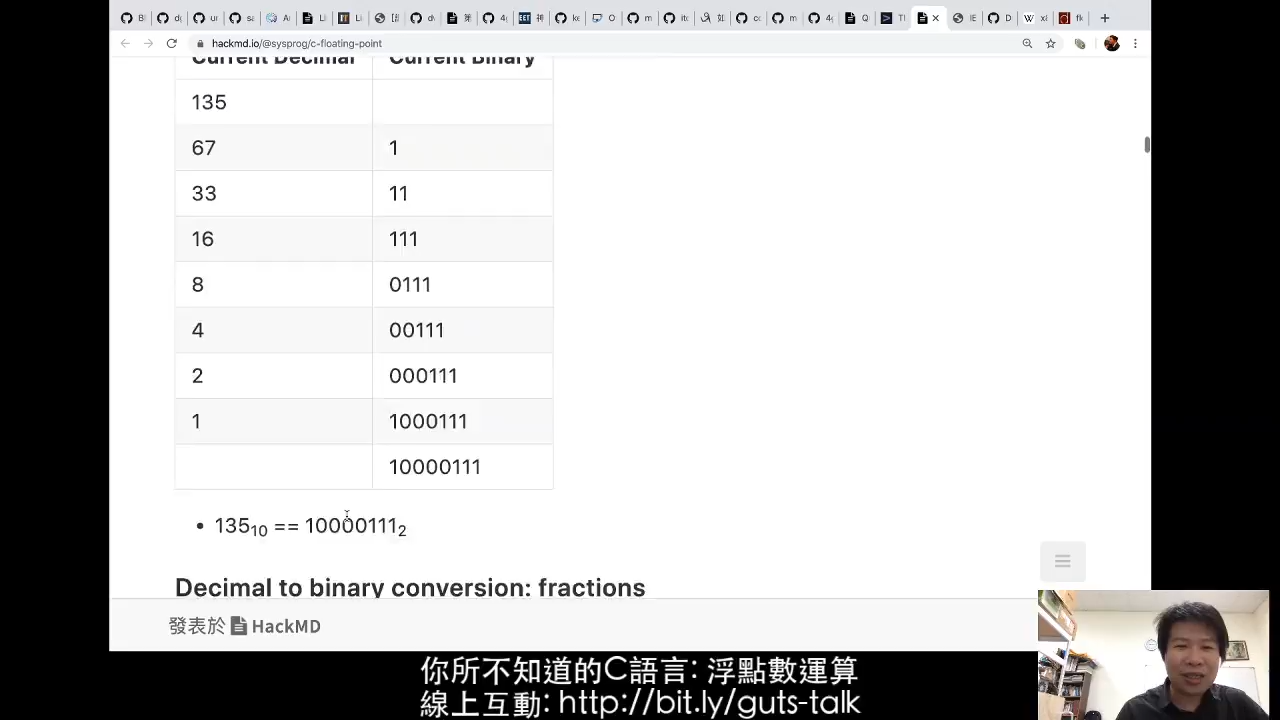 hackmd.io/@sysprog/c-floating-point
Current Decimal Current Binary
135
67 1
33 11
16 111
8 0111
4 00111
2 000111
1 1000111
10000111
• 135₁₀ == 10000111₂
Decimal to binary conversion: fractions
發表於 HackMD
你所不知道的C語言: 浮點數運算
線上互動: http://bit.ly/guts-talk